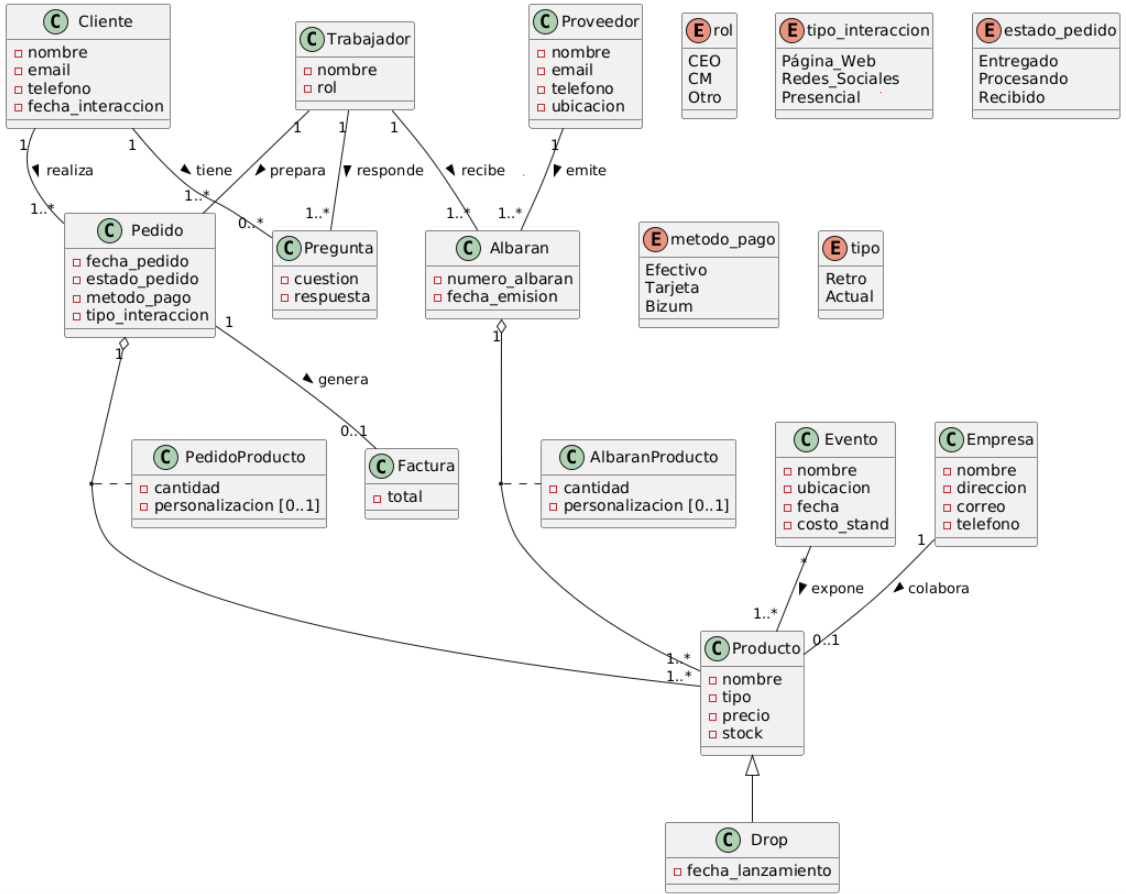 C Cliente
nombre
email
telefono
fecha_interaccion
C Trabajador
nombre
rol
C Proveedor
nombre
email
telefono
ubicacion
E rol
CEO
CM
Otro
E tipo_interaccion
Página_Web
Redes_Sociales
Presencial
E estado_pedido
Entregado
Procesando
Recibido
1
1
1
1
1
1
realiza
tiene
prepara
responde
recibe
emite
1..*
1..*
0..*
1..*
1..*
1..*
C Pedido
fecha_pedido
estado_pedido
metodo_pago
tipo_interaccion
C Pregunta
cuestion
respuesta
C Albaran
numero_albaran
fecha_emision
E metodo_pago
Efectivo
Tarjeta
Bizum
E tipo
Retro
Actual
1
1
1
genera
0..1
C PedidoProducto
cantidad
personalizacion [0..1]
C Factura
total
C AlbaranProducto
cantidad
personalizacion [0..1]
C Evento
nombre
ubicacion
fecha
costo_stand
C Empresa
nombre
direccion
correo
telefono
*
1
expone
colabora
1..*
0..1
1..*
1..*
C Producto
nombre
tipo
precio
stock
C Drop
fecha_lanzamiento